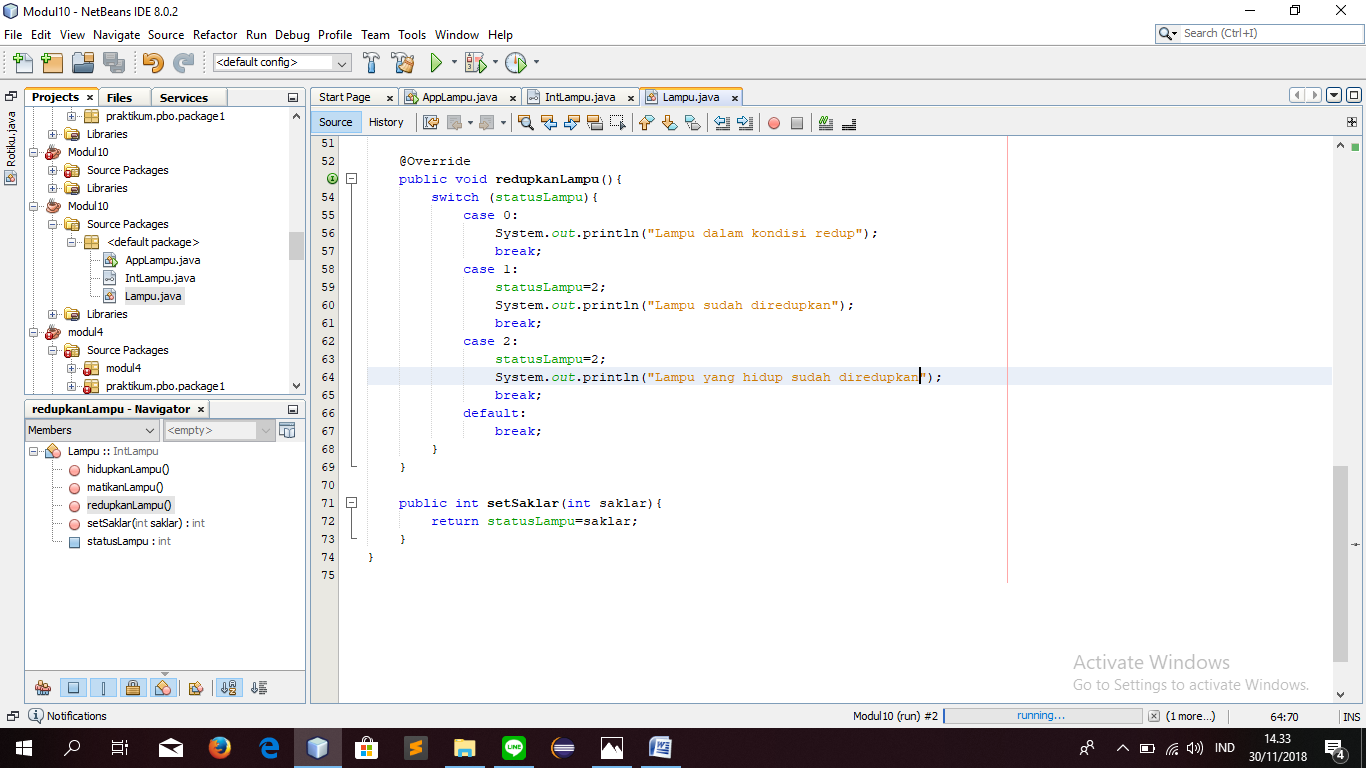 Modul10 - NetBeans IDE 8.0.2
File Edit View Navigate Source Refactor Run Debug Profile Team Tools Window Help
Search (Ctrl+I)
<default config>
Projects × Files Services
Start Page × AppLampu.java × IntLampu.java × Lampu.java ×
Rotiku.java
Source History
praktikum.pbo.package1
Libraries
Modul10
Source Packages
Libraries
Modul10
Source Packages
<default package>
AppLampu.java
IntLampu.java
Lampu.java
Libraries
modul4
Source Packages
modul4
praktikum.pbo.package1
redupkanLampu - Navigator ×
Members
<empty>
Lampu :: IntLampu
hidupkanLampu()
matikanLampu()
redupkanLampu()
setSaklar(int saklar) : int
statusLampu : int
51
52 @Override
public void redupkanLampu(){
54 switch (statusLampu){
55 case 0:
56 System.out.println("Lampu dalam kondisi redup");
57 break;
58 case 1:
59 statusLampu=2;
60 System.out.println("Lampu sudah diredupkan");
61 break;
62 case 2:
63 statusLampu=2;
64 System.out.println("Lampu yang hidup sudah diredupkan");
65 break;
66 default:
67 break;
68 }
69 }
70
71 public int setSaklar(int saklar){
72 return statusLampu=saklar;
73 }
74 }
75
Activate Windows
Go to Settings to activate Windows.
Notifications
Modul10 (run) #2 running... (1 more...) 64:70 INS
IND
14.33
30/11/2018
4